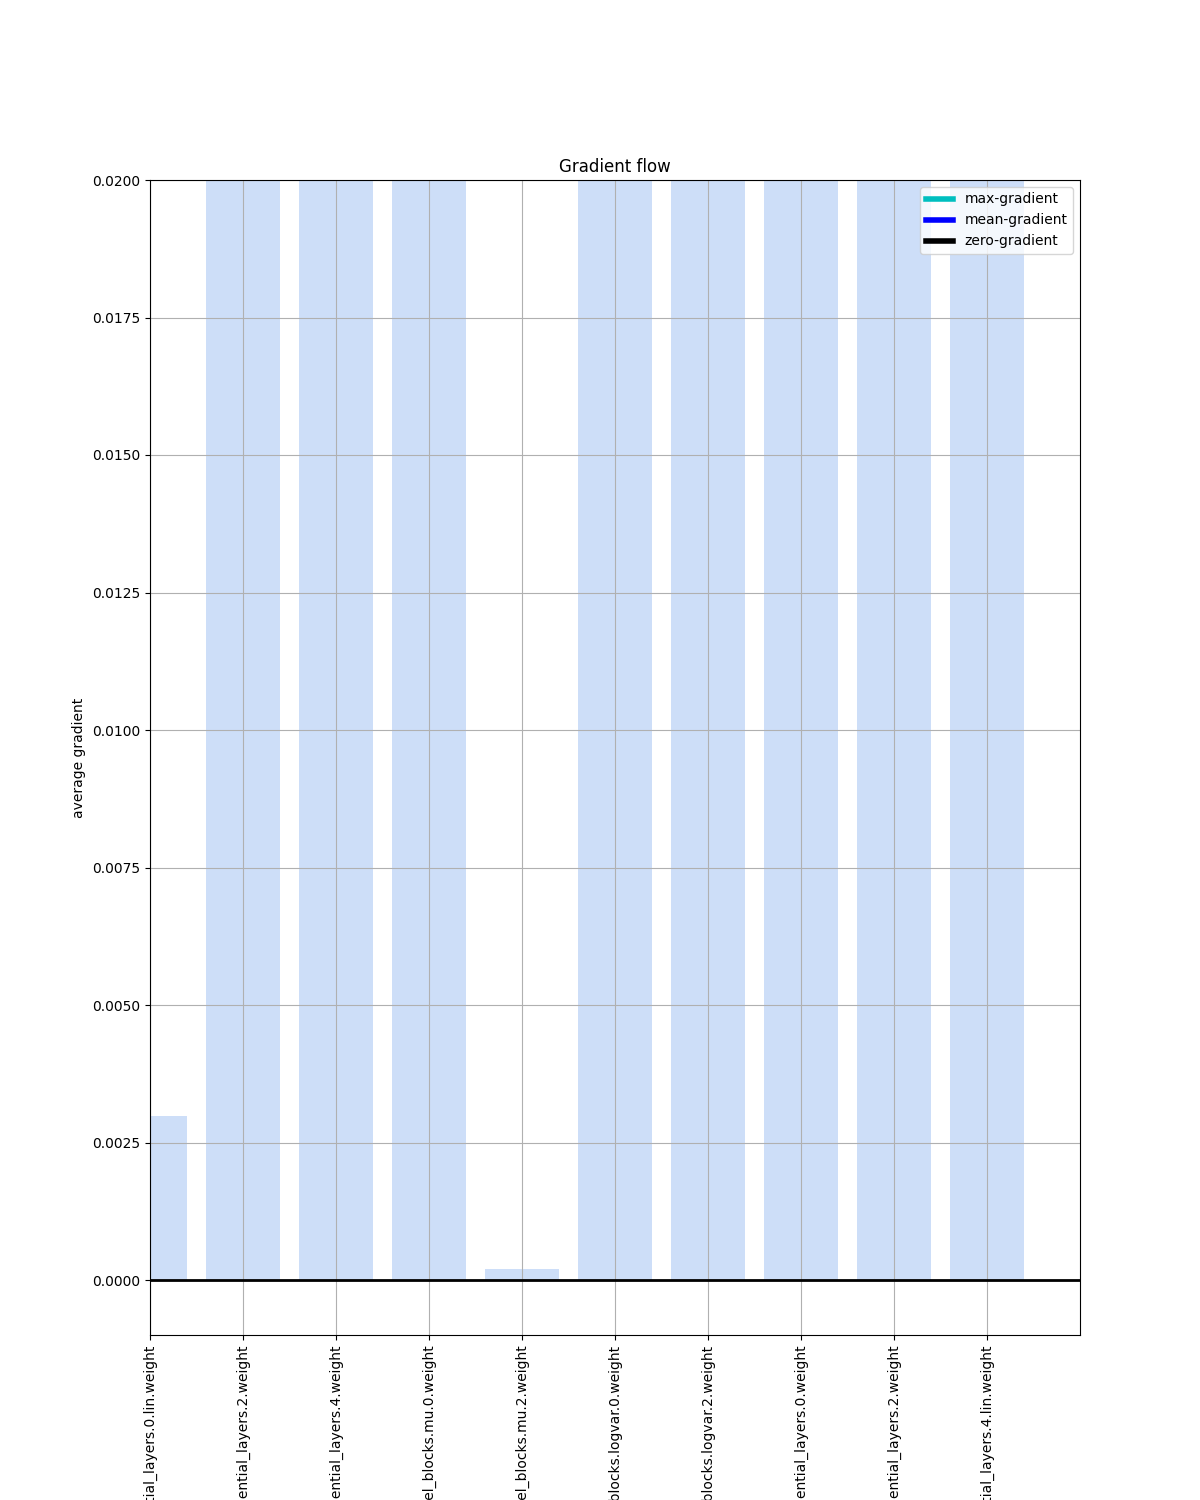 Gradient flow
max-gradient
mean-gradient
zero-gradient
0.0200
0.0175
0.0150
0.0125
0.0100
0.0075
0.0050
0.0025
0.0000
average gradient
tial_layers.0.lin.weight
ential_layers.2.weight
ential_layers.4.weight
el_blocks.mu.0.weight
el_blocks.mu.2.weight
blocks.logvar.0.weight
blocks.logvar.2.weight
ential_layers.0.weight
ential_layers.2.weight
tial_layers.4.lin.weight